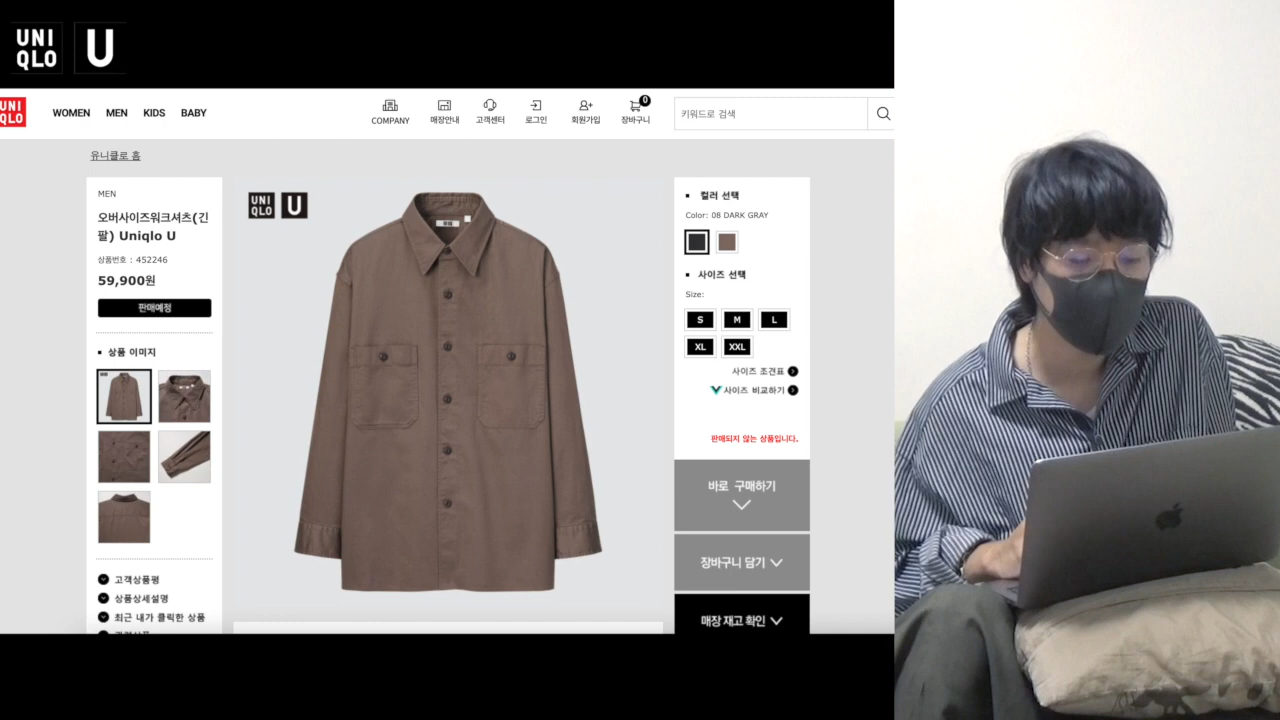 UNI
QLO
U
UNI
QLO
WOMEN
MEN
KIDS
BABY
COMPANY
매장안내
고객센터
로그인
회원가입
0
장바구니
키워드로 검색
유니클로 홈
MEN
오버사이즈워크셔츠(긴
팔) Uniqlo U
상품번호 : 452246
59,900원
판매예정
상품 이미지
고객상품평
상품상세설명
최근 내가 클릭한 상품
UNI
QLO
U
컬러 선택
Color: 08 DARK GRAY
사이즈 선택
Size:
S
M
L
XL
XXL
사이즈 조견표
사이즈 비교하기
판매되지 않는 상품입니다.
바로 구매하기
장바구니 담기
매장 재고 확인